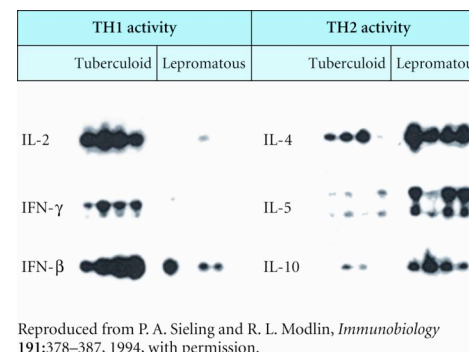 TH1 activity TH2 activity
Tuberculoid Lepromatous Tuberculoid Lepromatou
IL-2 IL-4
IFN-γ IL-5
IFN-β IL-10
Reproduced from P. A. Sieling and R. L. Modlin, Immunobiology
191:378–387, 1994, with permission.